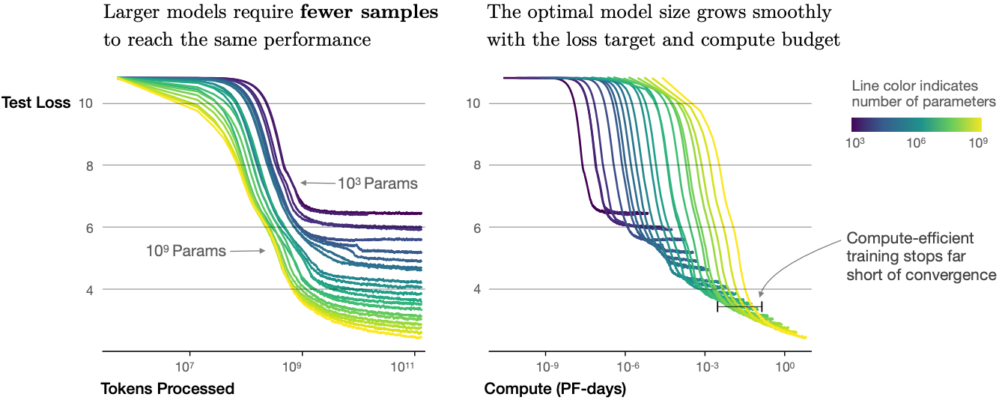 Larger models require fewer samples
to reach the same performance
The optimal model size grows smoothly
with the loss target and compute budget
Test Loss
10
8
6
4
10³ Params
10⁹ Params
10⁷
10⁹
10¹¹
Tokens Processed
10
8
6
4
10⁻⁹
10⁻⁶
10⁻³
10⁰
Compute (PF-days)
Line color indicates
number of parameters
10³
10⁶
10⁹
Compute-efficient
training stops far
short of convergence